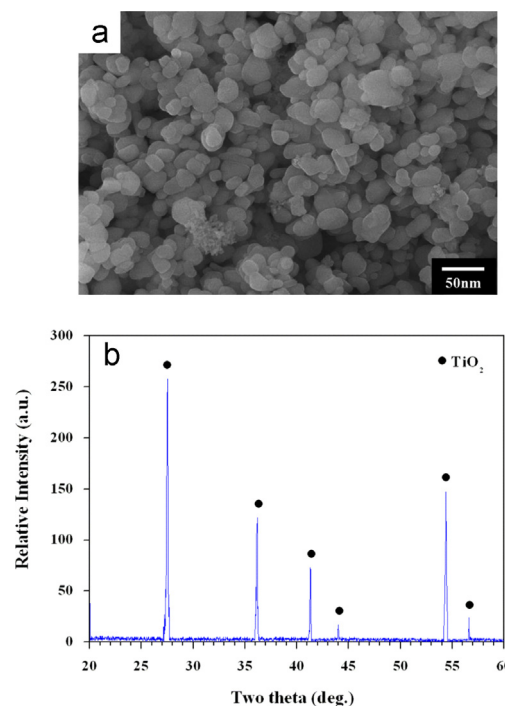 a
50nm
b
TiO₂
300
250
200
150
100
50
0
20 25 30 35 40 45 50 55 60
Relative Intensity (a.u.)
Two theta (deg.)